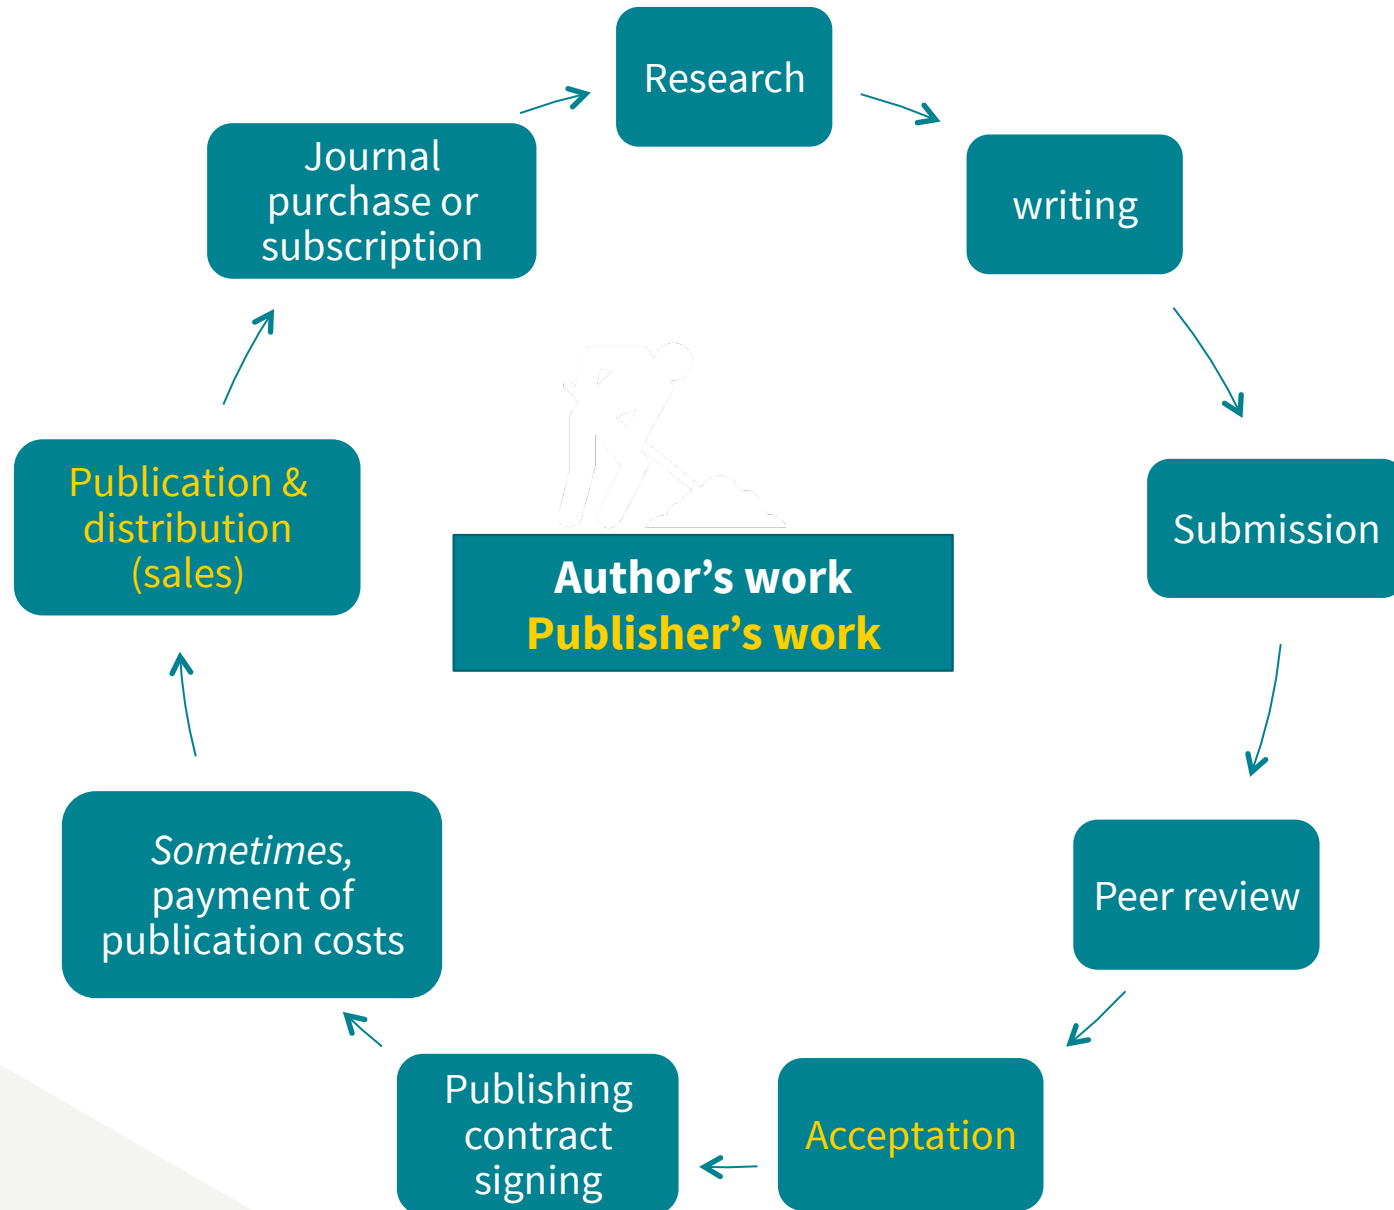 Research
writing
Submission
Peer review
Acceptation
Publishing
contract
signing
Sometimes,
payment of
publication costs
Publication &
distribution
(sales)
Journal
purchase or
subscription
Author’s work
Publisher’s work